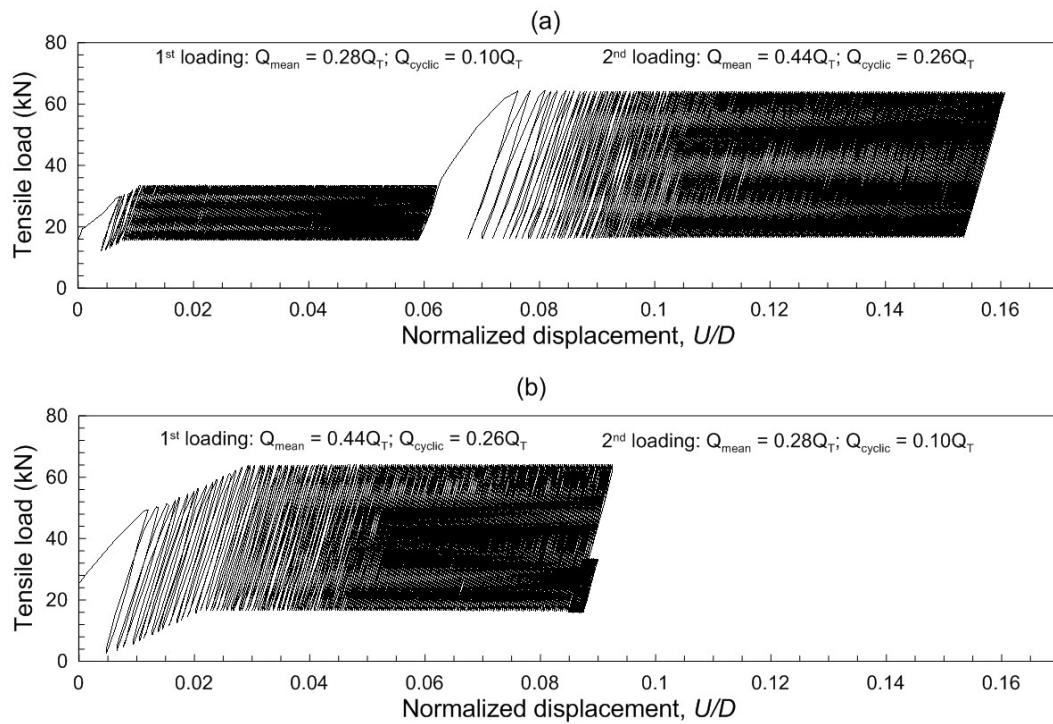 (a)
1st loading: Qmean = 0.28QT; Qcyclic = 0.10QT
2nd loading: Qmean = 0.44QT; Qcyclic = 0.26QT
Tensile load (kN)
80
60
40
20
0
0 0.02 0.04 0.06 0.08 0.1 0.12 0.14 0.16
Normalized displacement, U/D
(b)
1st loading: Qmean = 0.44QT; Qcyclic = 0.26QT
2nd loading: Qmean = 0.28QT; Qcyclic = 0.10QT
Tensile load (kN)
80
60
40
20
0
0 0.02 0.04 0.06 0.08 0.1 0.12 0.14 0.16
Normalized displacement, U/D